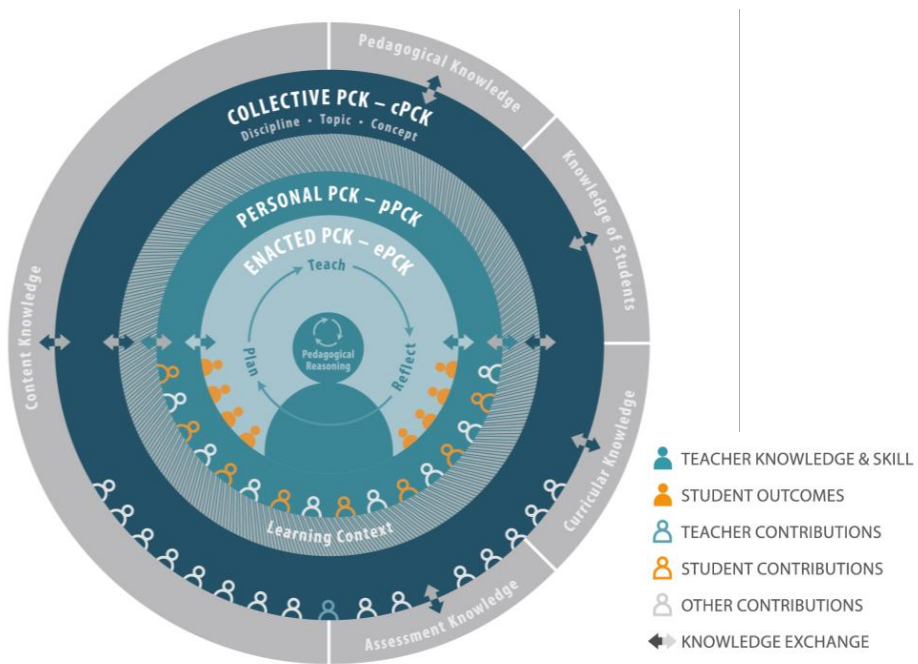 Pedagogical Knowledge
COLLECTIVE PCK – cPCK
Discipline • Topic • Concept
Knowledge of Students
PERSONAL PCK – pPCK
ENACTED PCK – ePCK
Teach
Content Knowledge
Plan
Pedagogical
Reasoning
Reflect
Curricular Knowledge
Learning Context
Assessment Knowledge
TEACHER KNOWLEDGE & SKILL
STUDENT OUTCOMES
TEACHER CONTRIBUTIONS
STUDENT CONTRIBUTIONS
OTHER CONTRIBUTIONS
KNOWLEDGE EXCHANGE